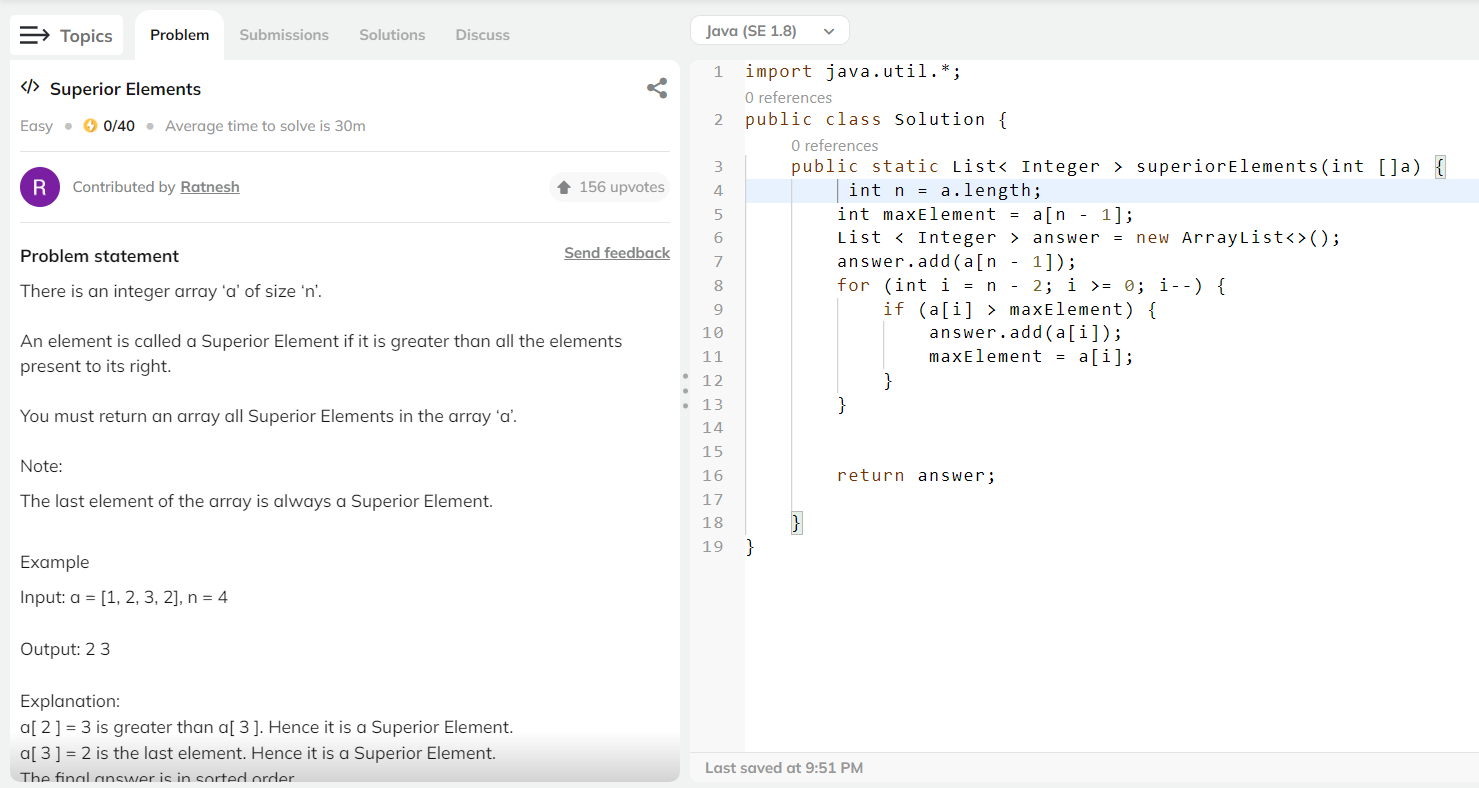 Topics
Problem
Submissions
Solutions
Discuss
</> Superior Elements
Easy • 0/40 • Average time to solve is 30m
R
Contributed by Ratnesh
156 upvotes
Problem statement
Send feedback
There is an integer array ‘a’ of size ‘n’.
An element is called a Superior Element if it is greater than all the elements
present to its right.
You must return an array all Superior Elements in the array ‘a’.
Note:
The last element of the array is always a Superior Element.
Example
Input: a = [1, 2, 3, 2], n = 4
Output: 2 3
Explanation:
a[ 2 ] = 3 is greater than a[ 3 ]. Hence it is a Superior Element.
a[ 3 ] = 2 is the last element. Hence it is a Superior Element.
The final answer is in sorted order
Java (SE 1.8)
1 import java.util.*;
0 references
2 public class Solution {
0 references
3 public static List< Integer > superiorElements(int []a) {
4 int n = a.length;
5 int maxElement = a[n - 1];
6 List < Integer > answer = new ArrayList<>();
7 answer.add(a[n - 1]);
8 for (int i = n - 2; i >= 0; i--) {
9 if (a[i] > maxElement) {
10 answer.add(a[i]);
11 maxElement = a[i];
12 }
13 }
14
15
16 return answer;
17
18 }
19 }
Last saved at 9:51 PM